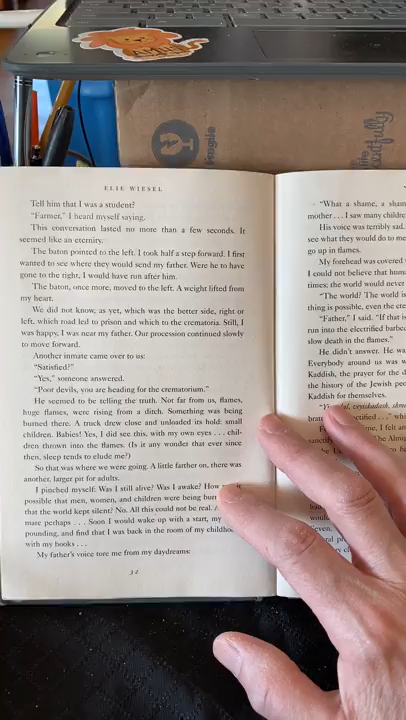 ELIE WIESEL
Tell him that I was a student?
"Farmer," I heard myself saying.
This conversation lasted no more than a few seconds. It
seemed like an eternity.
The baton pointed to the left. I took half a step forward. I first
wanted to see where they would send my father. Were he to have
gone to the right, I would have run after him.
The baton, once more, moved to the left. A weight lifted from
my heart.
We did not know, as yet, which was the better side, right or
left, which road led to prison and which to the crematoria. Still, I
was happy, I was near my father. Our procession continued slowly
to move forward.
Another inmate came over to us:
"Satisfied?"
"Yes," someone answered.
"Poor devils, you are heading for the crematorium."
He seemed to be telling the truth. Not far from us, flames,
huge flames, were rising from a ditch. Something was being
burned there. A truck drew close and unloaded its hold: small
children. Babies! Yes, I did see this, with my own eyes . . . chil-
dren thrown into the flames. (Is it any wonder that ever since
then, sleep tends to elude me?)
So that was where we were going. A little farther on, there was
another, larger pit for adults.
I pinched myself: Was I still alive? Was I awake? How
possible that men, women, and children were being
that the world kept silent? No. All this could not be real.
mare perhaps . . . Soon I would wake up with a start, my
pounding, and find that I was back in the room of my
with my books . . .
My father's voice tore me from my daydreams:
32
"What a shame, a
mother . . . I saw many
His voice was terribly sad.
see what they would do to me
go up in flames.
My forehead was covered
I could not believe that
times; the world would never
"The world? The world is
thing is possible, even the
"Father," I said. "If that is
run into the electrified
slow death in the flames."
He didn't answer. He
Everybody around us was
Kaddish, the prayer for the
the history of the Jewish
Kaddish for themselves.
I felt
The